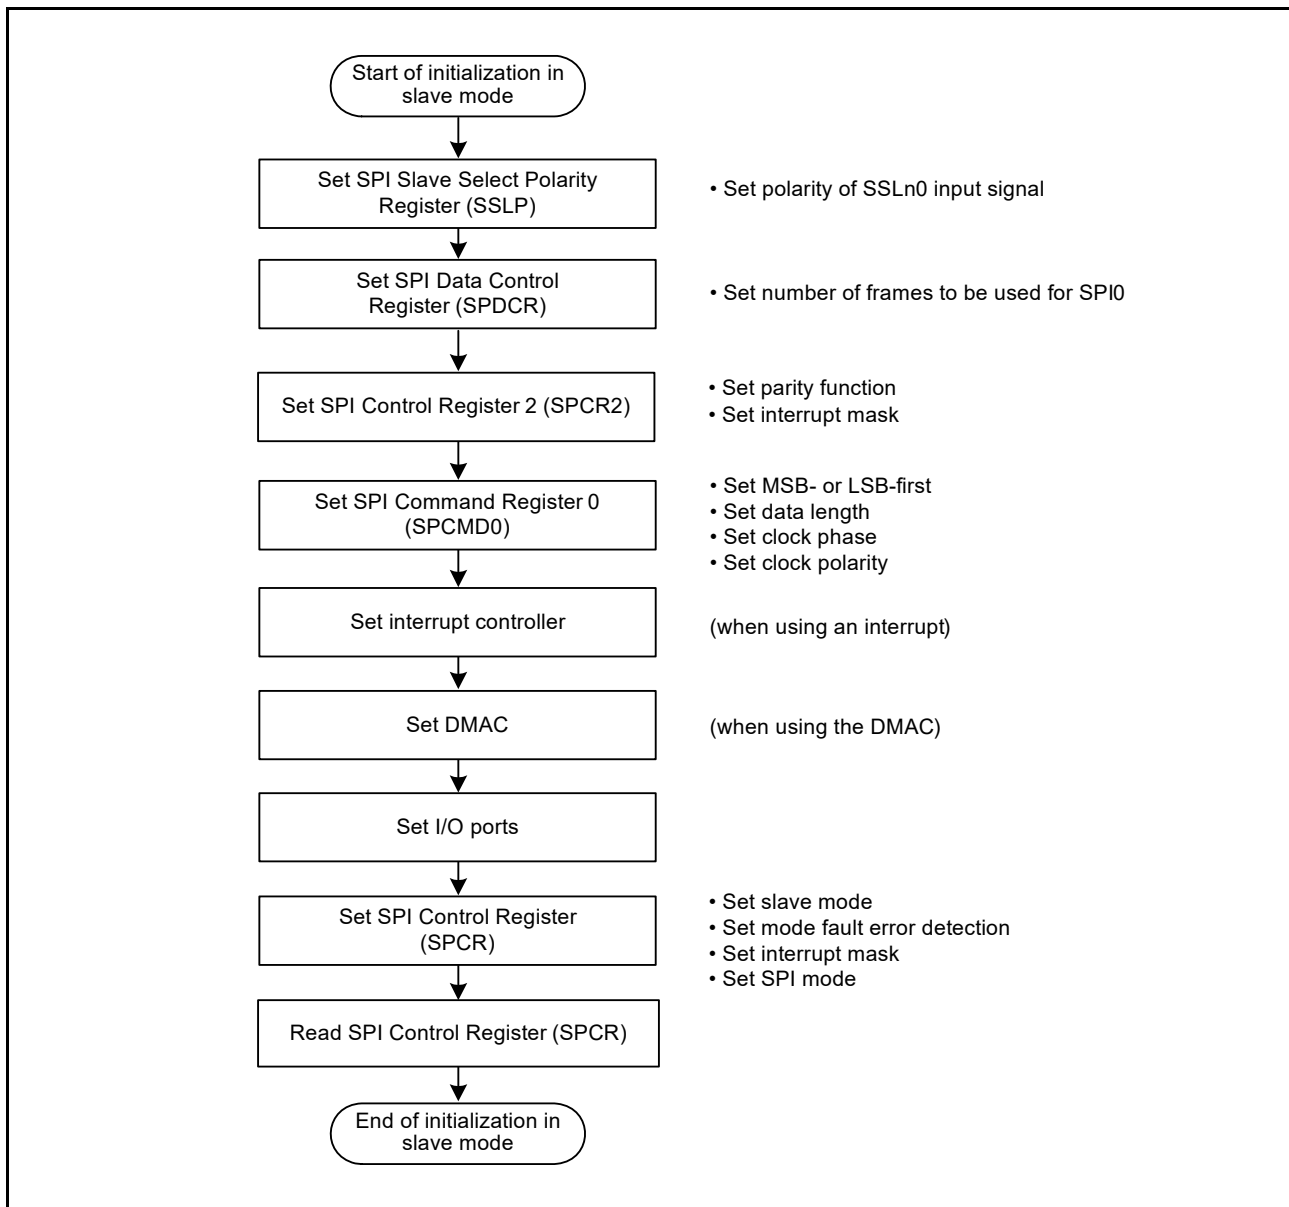 Start of initialization in
slave mode
Set SPI Slave Select Polarity
Register (SSLP)
• Set polarity of SSLn0 input signal
Set SPI Data Control
Register (SPDCR)
• Set number of frames to be used for SPI0
Set SPI Control Register 2 (SPCR2)
• Set parity function
• Set interrupt mask
Set SPI Command Register 0
(SPCMD0)
• Set MSB- or LSB-first
• Set data length
• Set clock phase
• Set clock polarity
Set interrupt controller
(when using an interrupt)
Set DMAC
(when using the DMAC)
Set I/O ports
Set SPI Control Register
(SPCR)
• Set slave mode
• Set mode fault error detection
• Set interrupt mask
• Set SPI mode
Read SPI Control Register (SPCR)
End of initialization in
slave mode